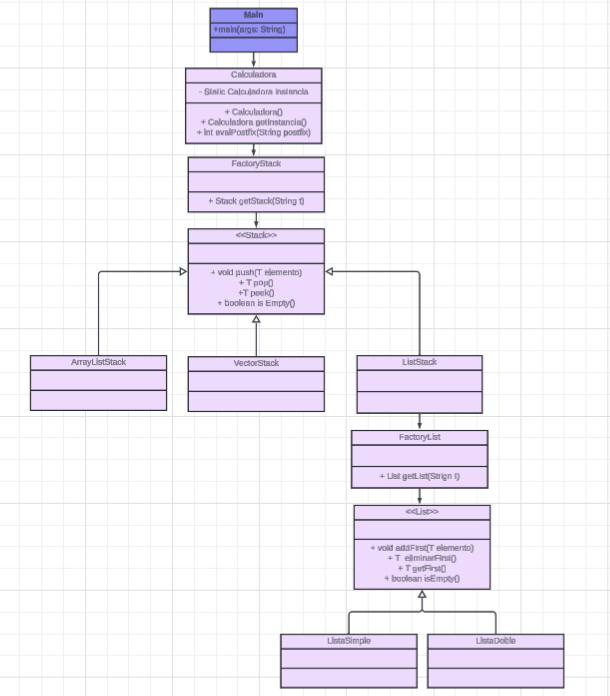 Main
+main(args: String)
Calculadora
- Static Calculadora instancia
+ Calculadora()
+ Calculadora getInstancia()
+ int evalPostfix(String postfix)
FactoryStack
+ Stack getStack(String t)
<<Stack>>
+ void push(T elemento)
+ T pop()
+T peek()
+ boolean is Empty()
ArrayListStack
VectorStack
ListStack
FactoryList
+ List getList(Strign t)
<<List>>
+ void addFirst(T elemento)
+ T eliminarFirst()
+ T getFirst()
+ boolean isEmpty()
ListaSimple
ListaDoble